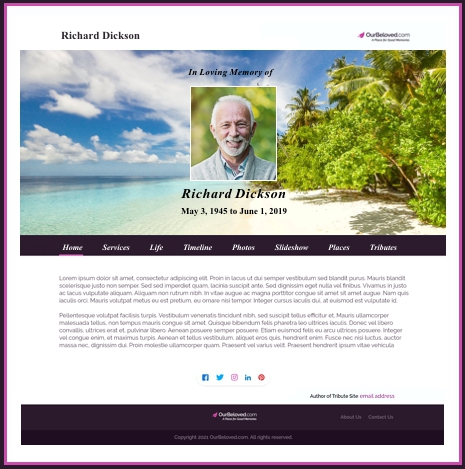 Richard Dickson
OurBeloved.com
A Place for Good Memories
In Loving Memory of
Richard Dickson
May 3, 1945 to June 1, 2019
Home Services Life Timeline Photos Slideshow Places Tributes
Lorem ipsum dolor sit amet, consectetur adipiscing elit. Proin in lacus ut dui semper vestibulum sed blandit purus. Mauris blandit
scelerisque justo non semper. Sed sed imperdiet quam, lacinia suscipit ante. Sed dignissim eget nulla vel finibus. Vivamus in justo
ac lacus vulputate aliquam. Aliquam non rutrum nibh. In vitae augue ac magna porttitor congue sit amet sit amet augue. Nam quis
iaculis orci. Mauris volutpat metus eu est pretium, eu ornare nisi tempor. Integer cursus iaculis dui, at euismod est vulputate id.
Pellentesque volutpat facilisis turpis. Vestibulum venenatis tincidunt nibh, sed suscipit tellus efficitur et. Mauris ullamcorper
malesuada tellus, non tempus mauris congue sit amet. Quisque bibendum felis pharetra leo ultrices iaculis. Donec vel libero
convallis, ultrices erat et, pulvinar libero. Aenean posuere semper posuere. Etiam euismod felis eu arcu ultrices posuere. Integer
vel congue enim, et maximus turpis. Aenean et tellus vestibulum, aliquet eros quis, hendrerit enim. Fusce nec nisi luctus, auctor
massa nec, dignissim dui. Proin molestie ullamcorper quam. Praesent vel varius velit. Praesent hendrerit ipsum vitae vehicula
Author of Tribute Site email address
OurBeloved.com
A Place for Good Memories
About Us Contact Us
Copyright 2021 OurBeloved.com. All rights reserved.